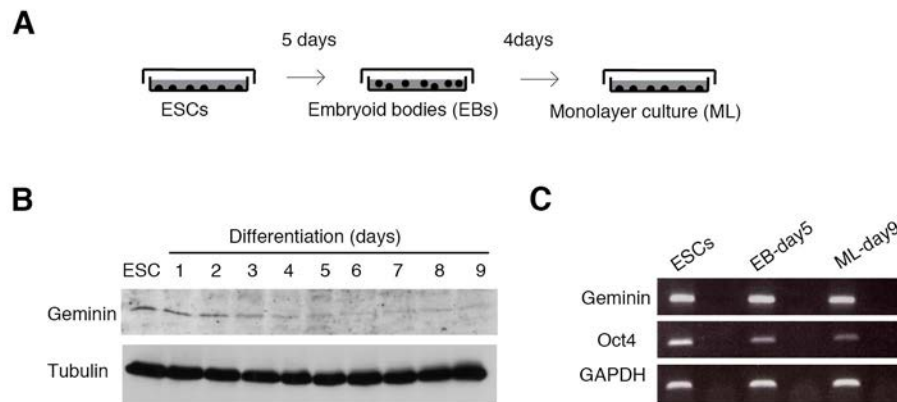 A
5 days
4days
ESCs
Embryoid bodies (EBs)
Monolayer culture (ML)
B
Differentiation (days)
ESC 1 2 3 4 5 6 7 8 9
Geminin
Tubulin
C
ESCs
EB-day5
ML-day9
Geminin
Oct4
GAPDH